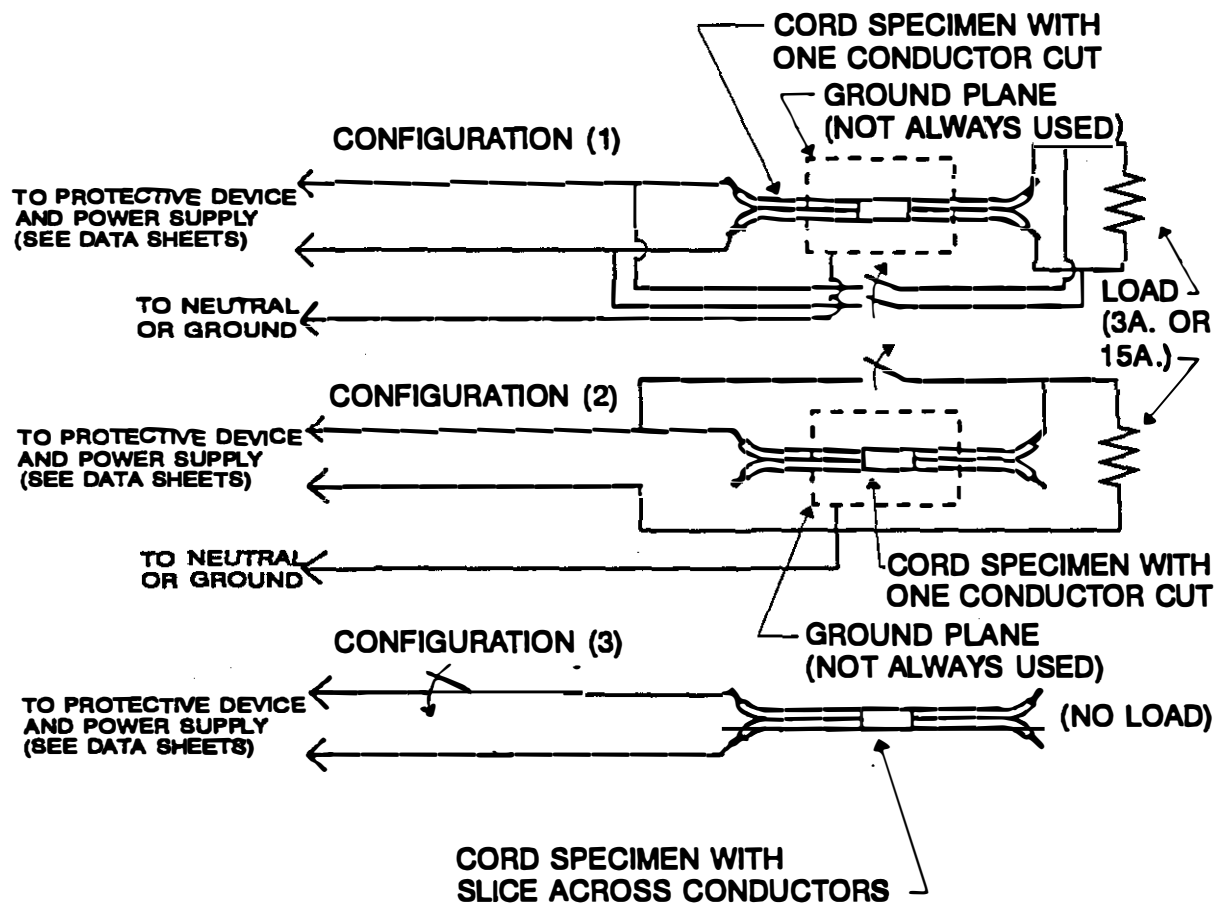 CORD SPECIMEN WITH
ONE CONDUCTOR CUT
GROUND PLANE
(NOT ALWAYS USED)
CONFIGURATION (1)
TO PROTECTIVE DEVICE
AND POWER SUPPLY
(SEE DATA SHEETS)
TO NEUTRAL
OR GROUND
LOAD
(3A. OR
15A.)
CONFIGURATION (2)
TO PROTECTIVE DEVICE
AND POWER SUPPLY
(SEE DATA SHEETS)
TO NEUTRAL
OR GROUND
CORD SPECIMEN WITH
ONE CONDUCTOR CUT
GROUND PLANE
(NOT ALWAYS USED)
CONFIGURATION (3)
TO PROTECTIVE DEVICE
AND POWER SUPPLY
(SEE DATA SHEETS)
(NO LOAD)
CORD SPECIMEN WITH
SLICE ACROSS CONDUCTORS